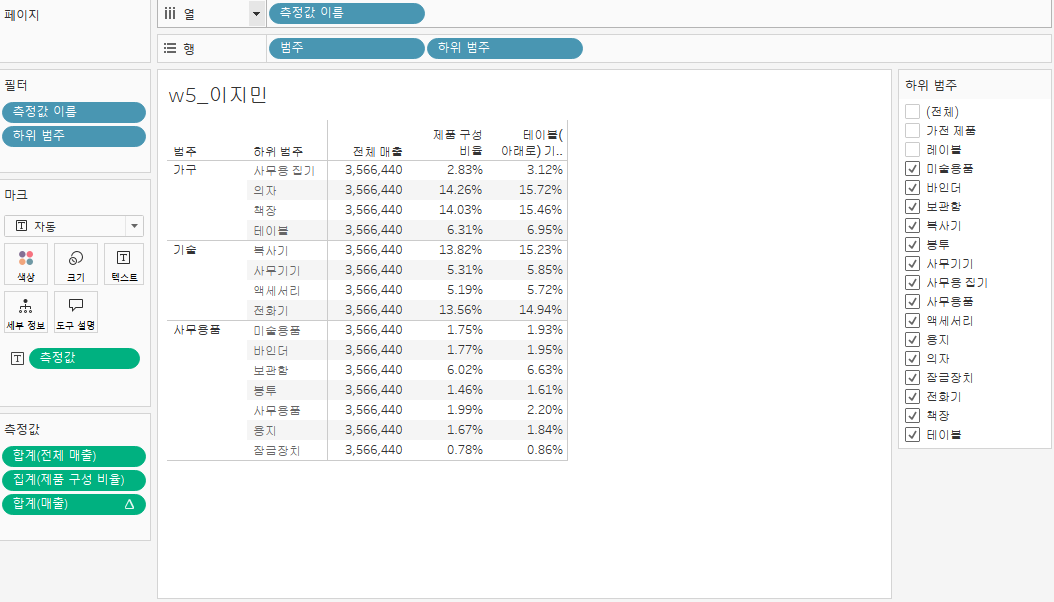 페이지
열
측정값 이름
행
범주
하위 범주
필터
측정값 이름
하위 범주
마크
자동
색상
크기
텍스트
세부 정보
도구 설명
측정값
측정값
합계(전체 매출)
집계(제품 구성 비율)
합계(매출)
w5_이지민
범주 하위 범주 전체 매출 제품 구성 비율 테이블(아래로) 기..
가구 사무용 집기 3,566,440 2.83% 3.12%
의자 3,566,440 14.26% 15.72%
책장 3,566,440 14.03% 15.46%
테이블 3,566,440 6.31% 6.95%
기술 복사기 3,566,440 13.82% 15.23%
사무기기 3,566,440 5.31% 5.85%
액세서리 3,566,440 5.19% 5.72%
전화기 3,566,440 13.56% 14.94%
사무용품 미술용품 3,566,440 1.75% 1.93%
바인더 3,566,440 1.77% 1.95%
보관함 3,566,440 6.02% 6.63%
봉투 3,566,440 1.46% 1.61%
사무용품 3,566,440 1.99% 2.20%
용지 3,566,440 1.67% 1.84%
잠금장치 3,566,440 0.78% 0.86%
하위 범주
(전체)
가전 제품
레이블
미술용품
바인더
보관함
복사기
봉투
사무기기
사무용 집기
사무용품
액세서리
용지
의자
잠금장치
전화기
책장
테이블